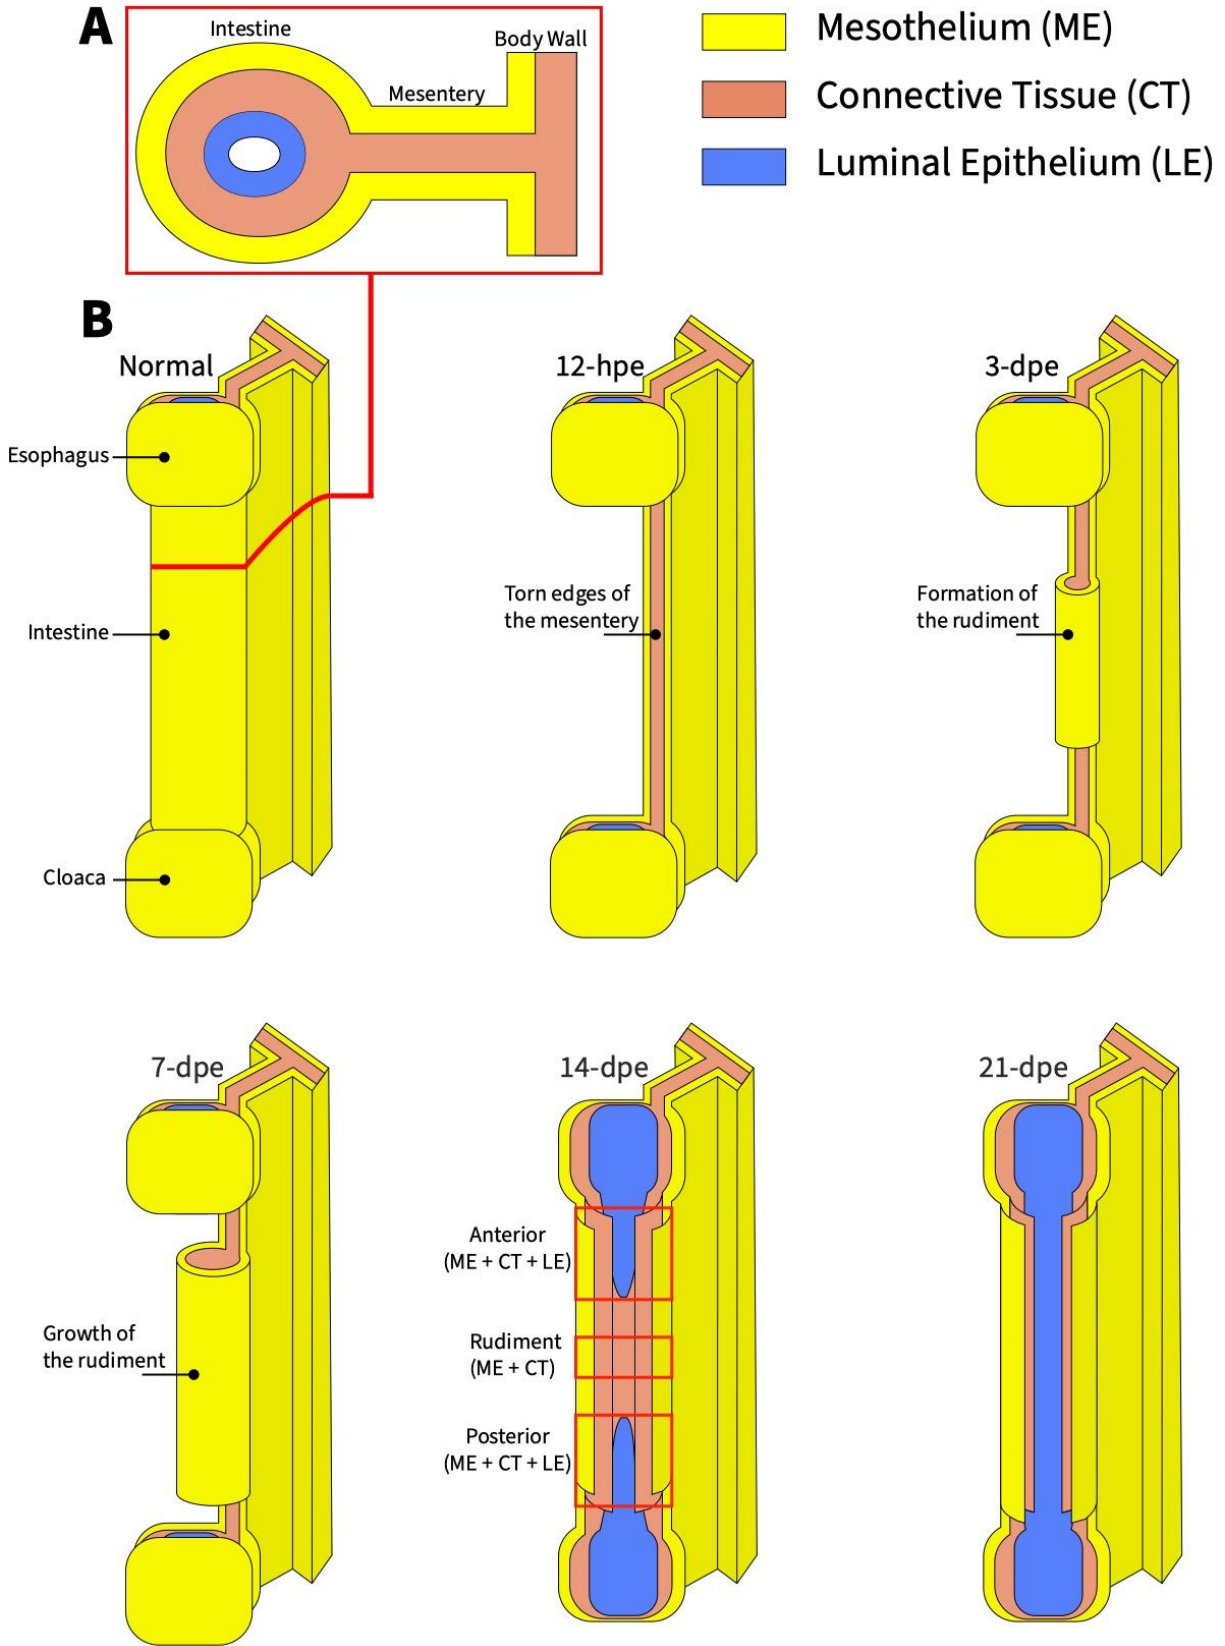 A
Intestine
Body Wall
Mesentery
Mesothelium (ME)
Connective Tissue (CT)
Luminal Epithelium (LE)
B
Normal
12-hpe
3-dpe
Esophagus
Intestine
Cloaca
Torn edges of
the mesentery
Formation of
the rudiment
7-dpe
14-dpe
21-dpe
Growth of
the rudiment
Anterior
(ME + CT + LE)
Rudiment
(ME + CT)
Posterior
(ME + CT + LE)